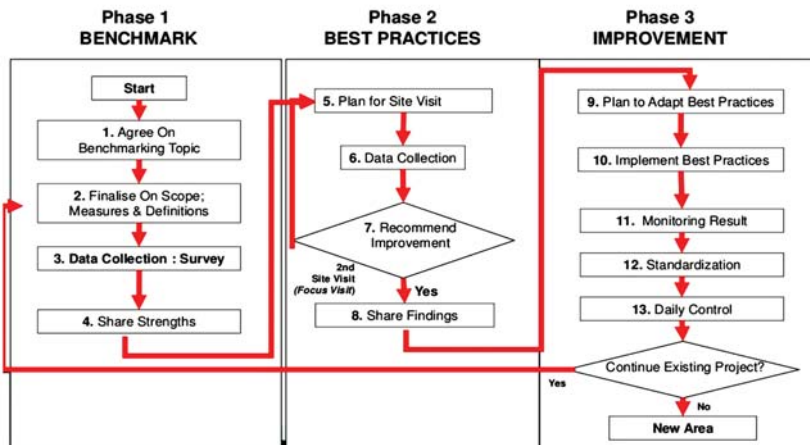 Phase 1
BENCHMARK
Start
1. Agree On
Benchmarking Topic
2. Finalise On Scope;
Measures & Definitions
3. Data Collection : Survey
4. Share Strengths
Phase 2
BEST PRACTICES
5. Plan for Site Visit
6. Data Collection
7. Recommend
Improvement
2nd
Site Visit
(Focus Visit)
Yes
8. Share Findings
Phase 3
IMPROVEMENT
9. Plan to Adapt Best Practices
10. Implement Best Practices
11. Monitoring Result
12. Standardization
13. Daily Control
Continue Existing Project?
Yes
No
New Area